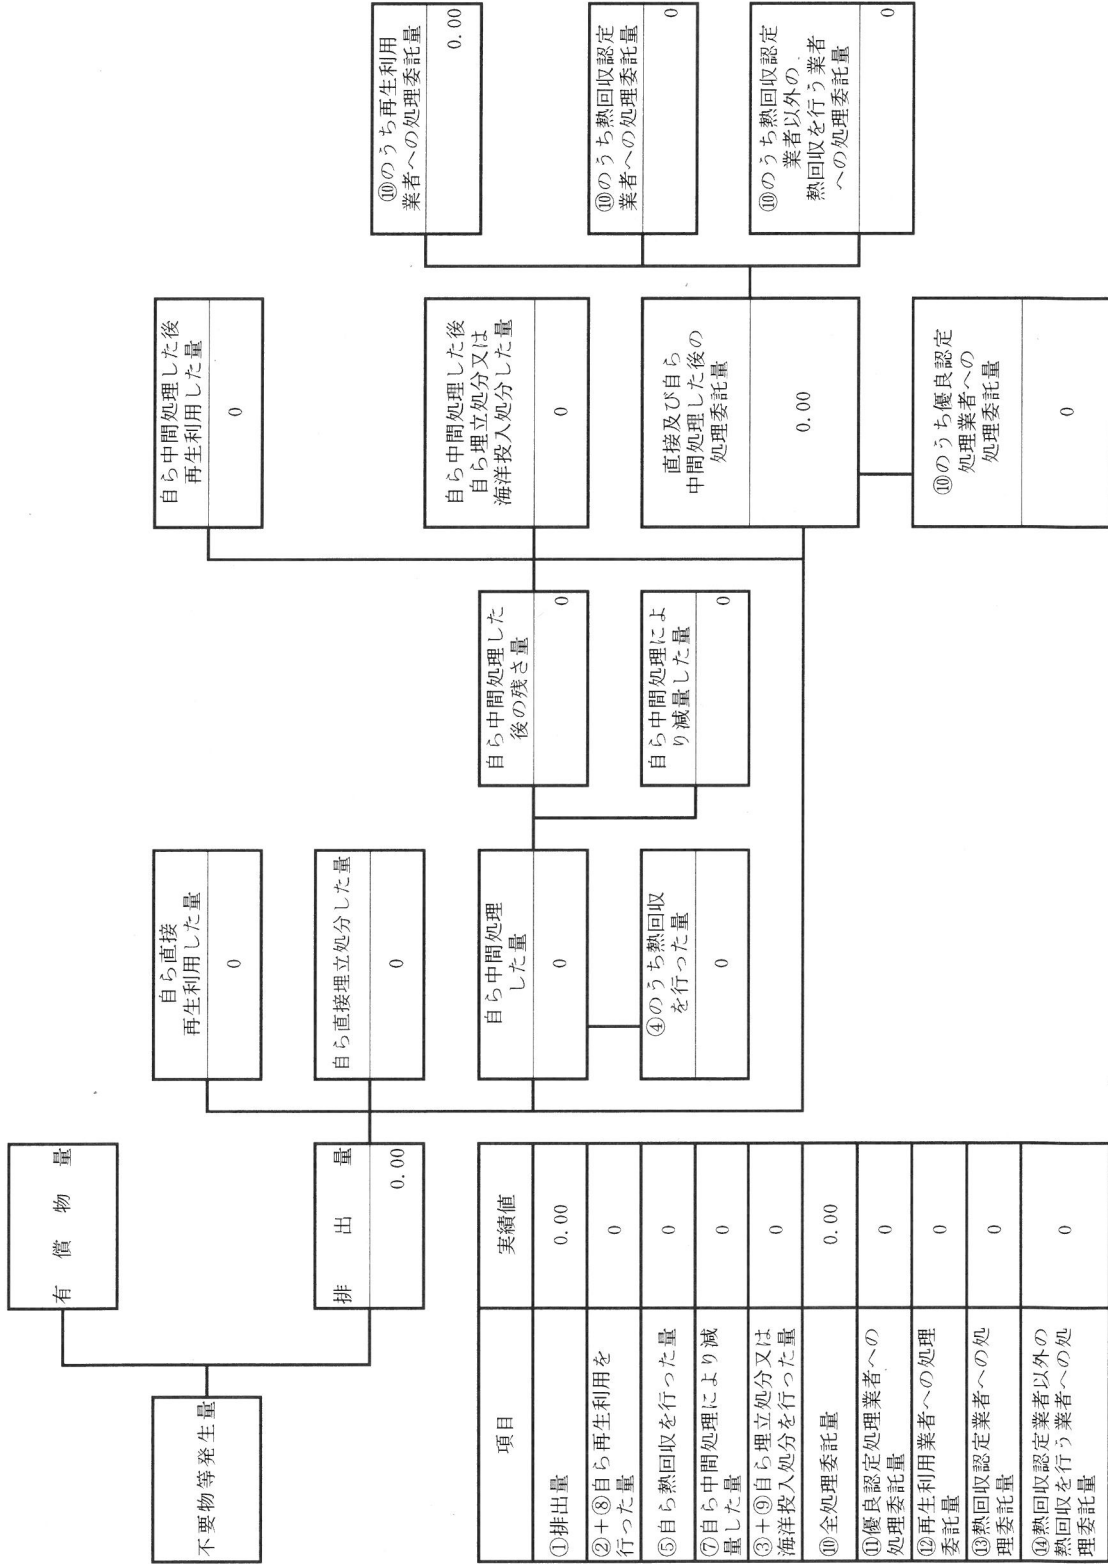 不要物等発生量
有償物量
排出量
0.00
自ら直接
再生利用した量
0
自ら直接埋立処分した量
0
自ら中間処理
した量
0
④のうち熱回収
を行った量
0
自ら中間処理した
後の残さ量
0
自ら中間処理によ
り減量した量
0
自ら中間処理した後
再生利用した量
0
自ら中間処理した後
自ら埋立処分又は
海洋投入処分した量
0
直接及び自ら
中間処理した後の
処理委託量
0.00
⑩のうち優良認定
処理業者への
処理委託量
0
⑩のうち再生利用
業者への処理委託量
0.00
⑩のうち熱回収認定
業者への処理委託量
0
⑩のうち熱回収認定
業者以外の
熱回収を行う業者
への処理委託量
0
項目 実績値
①排出量 0.00
②+⑧自ら再生利用を
行った量 0
⑤自ら熱回収を行った量 0
⑦自ら中間処理により減
量した量 0
③+⑨自ら埋立処分又は
海洋投入処分を行った量 0
⑩全処理委託量 0.00
⑪優良認定処理業者への
処理委託量 0
⑫再生利用業者への処理
委託量 0
⑬熱回収認定業者への処
理委託量 0
⑭熱回収認定業者以外の
熱回収を行う業者への処
理委託量 0